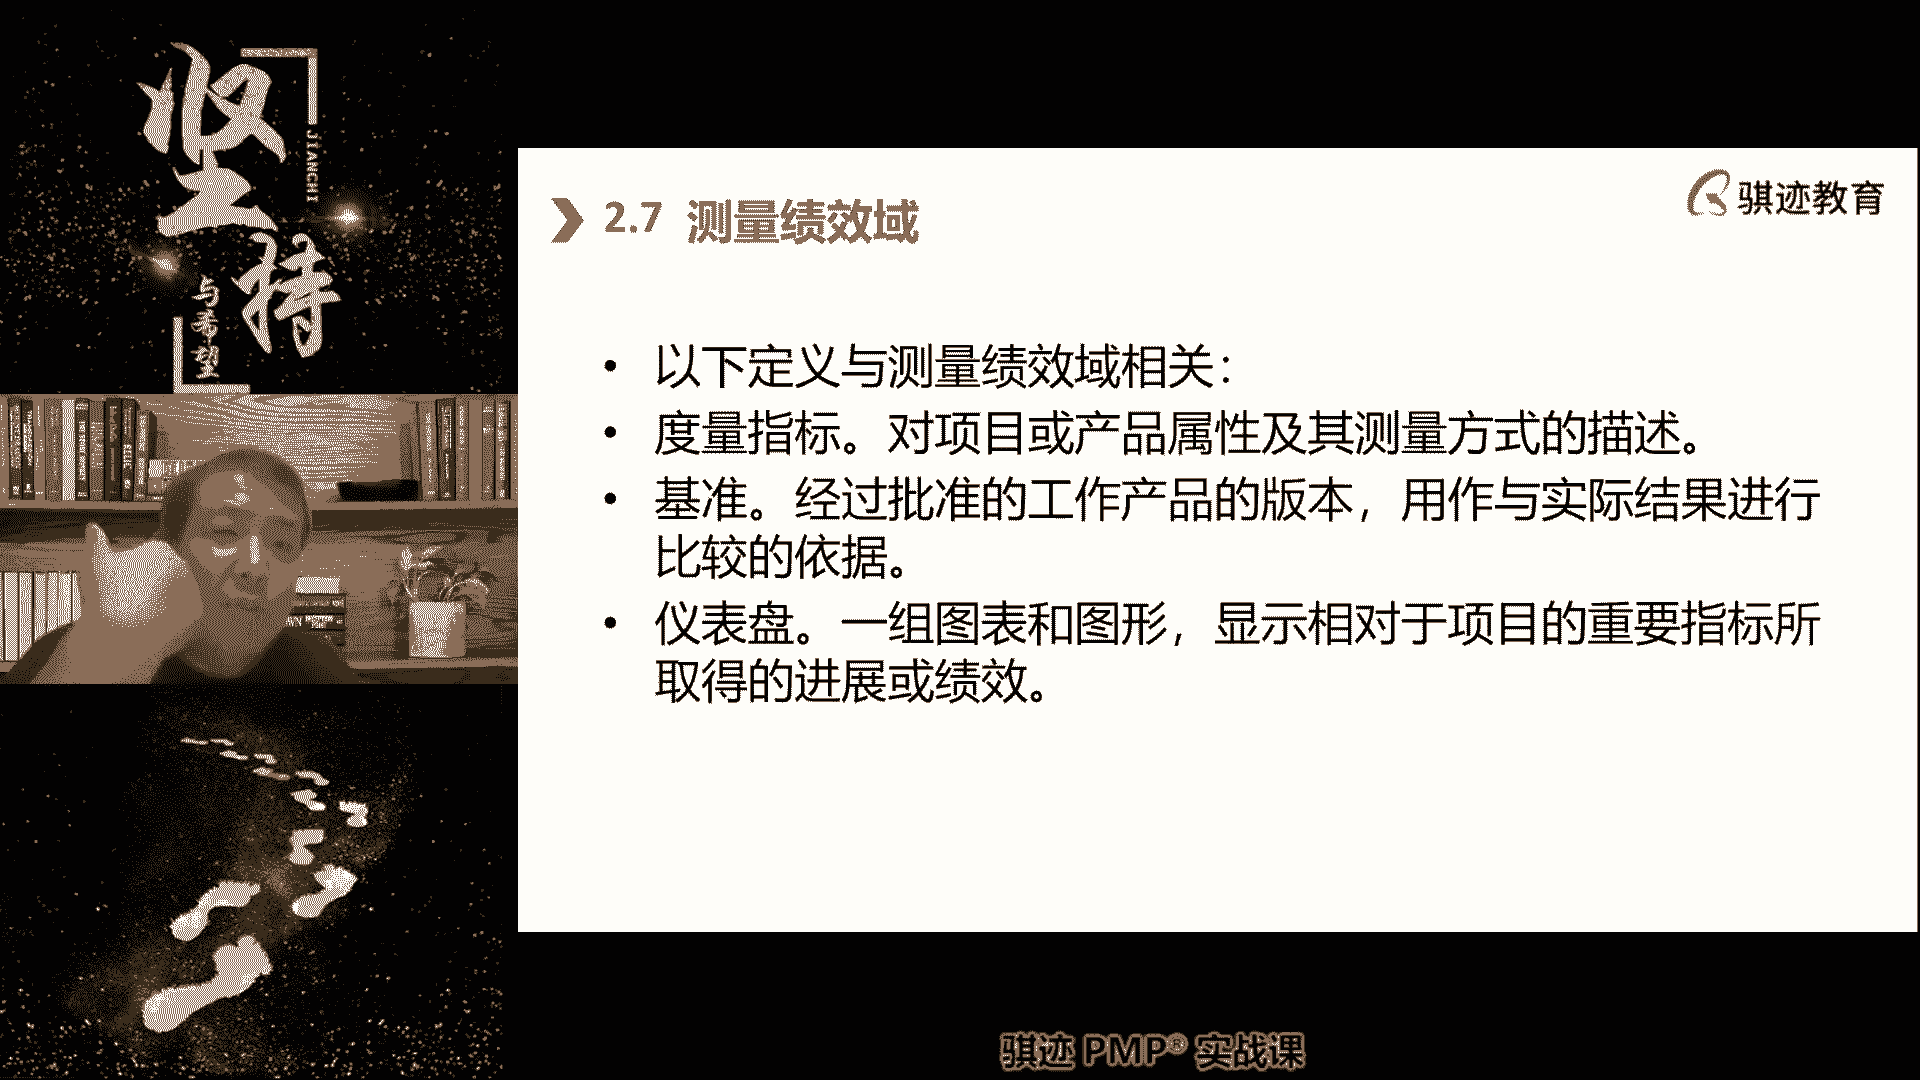 坚持
JIANCHI
与希望
骐迹教育
2.7 测量绩效域
• 以下定义与测量绩效域相关：
• 度量指标。对项目或产品属性及其测量方式的描述。
• 基准。经过批准的工作产品的版本，用作与实际结果进行
比较的依据。
• 仪表盘。一组图表和图形，显示相对于项目的重要指标所
取得的进展或绩效。
骐迹 PMP® 实战课